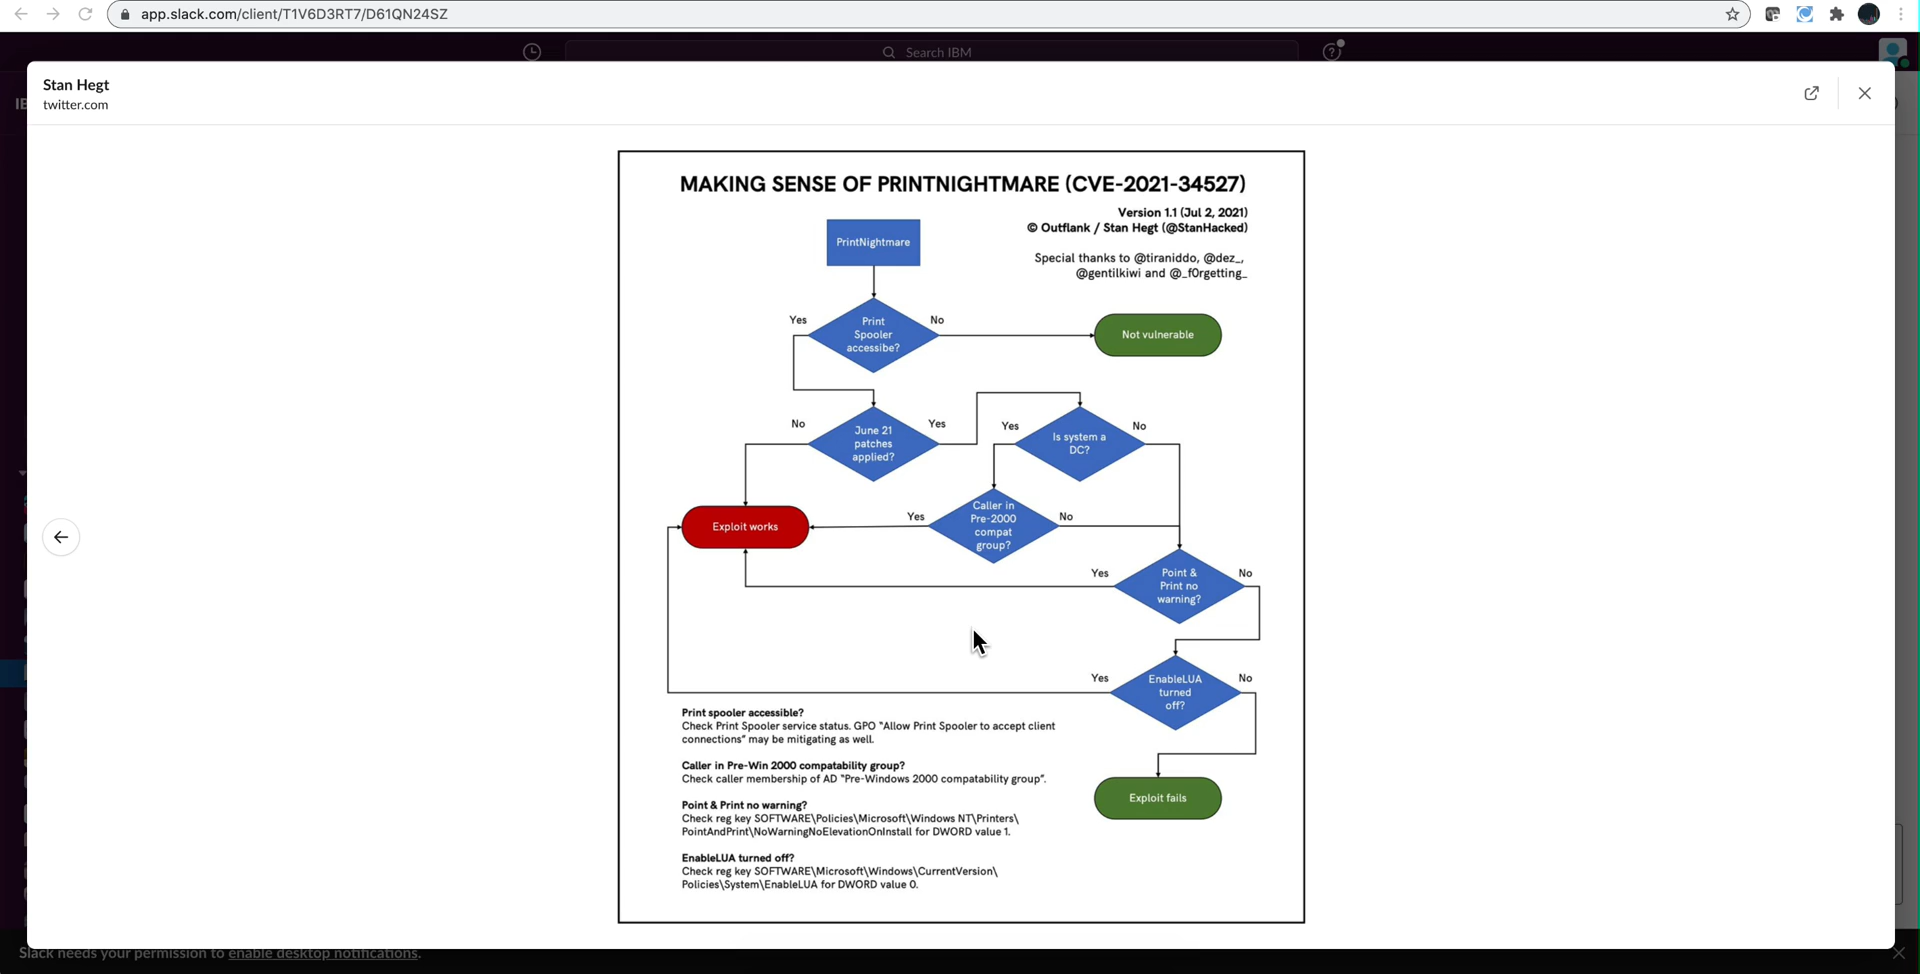 app.slack.com/client/T1V6D3RT7/D61QN24SZ
Search IBM
Stan Hegt
twitter.com
MAKING SENSE OF PRINTNIGHTMARE (CVE-2021-34527)
Version 1.1 (Jul 2, 2021)
© Outflank / Stan Hegt (@StanHacked)
Special thanks to @tiraniddo, @dez_,
@gentilkiwi and @_f0rgetting_
PrintNightmare
Yes
No
Print
Spooler
accessibe?
Not vulnerable
No
Yes
June 21
patches
applied?
Yes
No
Is system a
DC?
Exploit works
Yes
No
Caller in
Pre-2000
compat
group?
Yes
No
Point &
Print no
warning?
Yes
No
EnableLUA
turned
off?
Exploit fails
Print spooler accessible?
Check Print Spooler service status. GPO "Allow Print Spooler to accept client
connections" may be mitigating as well.
Caller in Pre-Win 2000 compatability group?
Check caller membership of AD "Pre-Windows 2000 compatability group".
Point & Print no warning?
Check reg key SOFTWARE\Policies\Microsoft\Windows NT\Printers\
PointAndPrint\NoWarningNoElevationOnInstall for DWORD value 1.
EnableLUA turned off?
Check reg key SOFTWARE\Microsoft\Windows\CurrentVersion\
Policies\System\EnableLUA for DWORD value 0.
Slack needs your permission to enable desktop notifications.